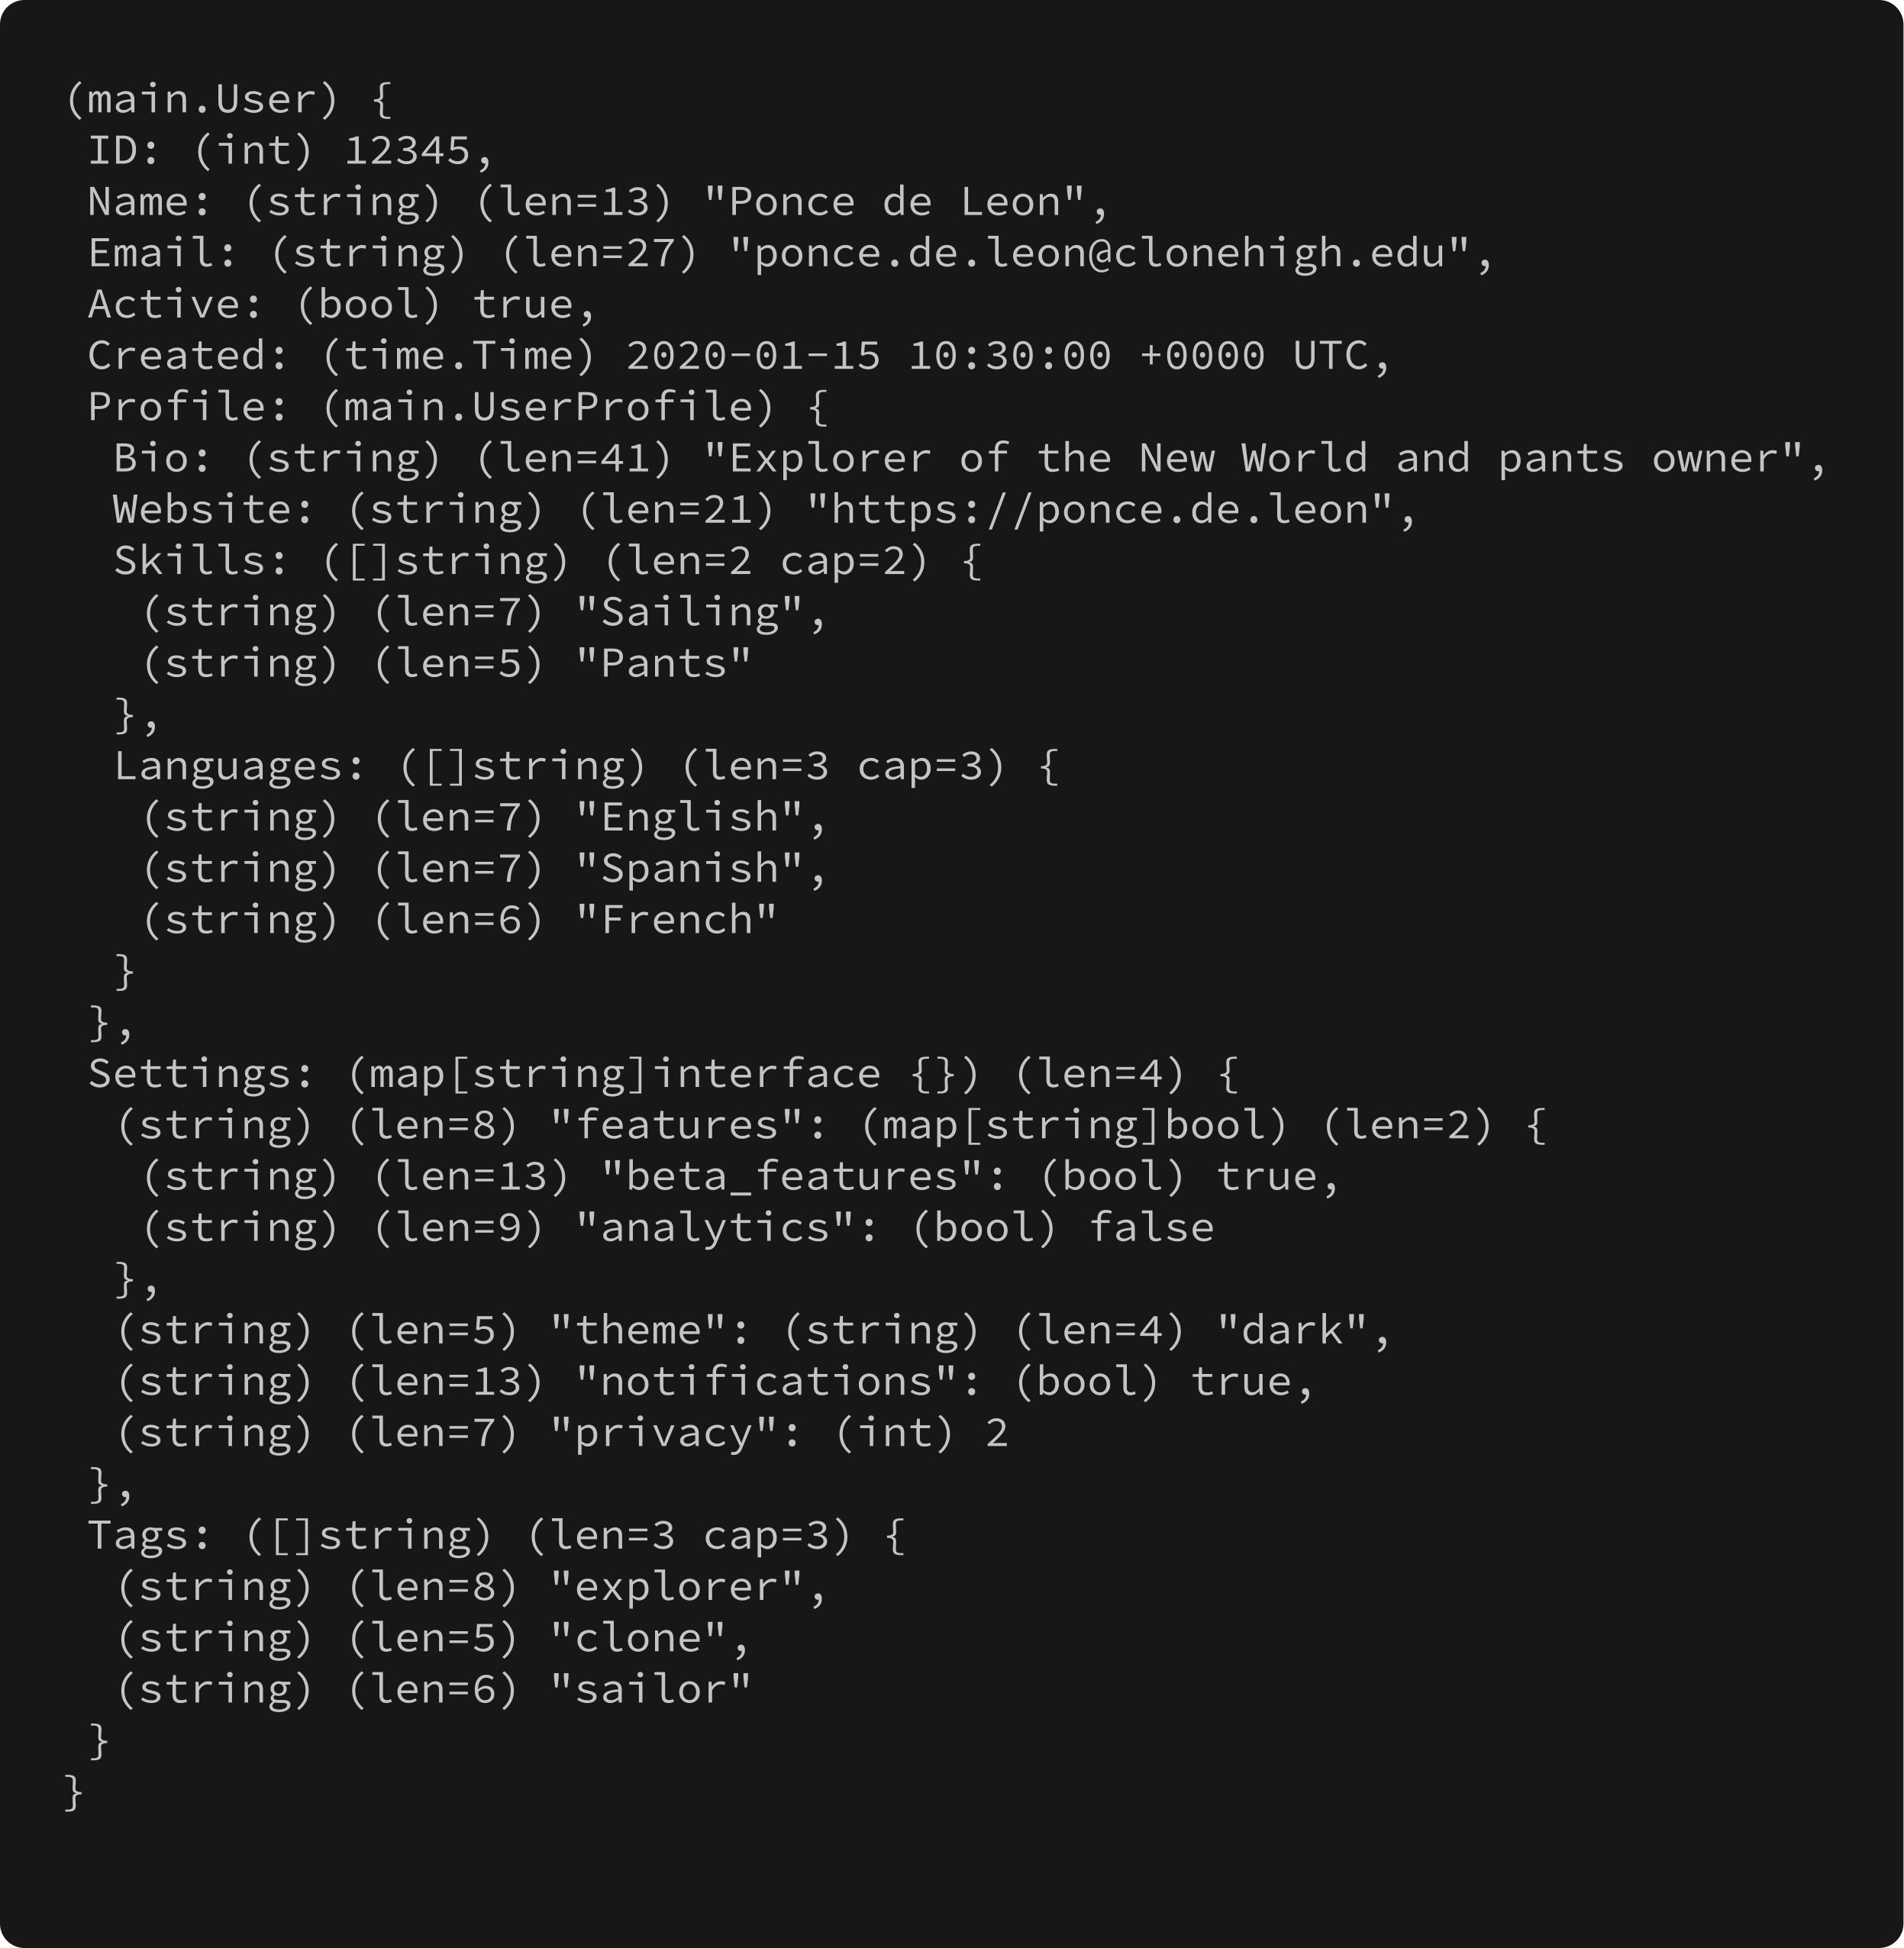 (main.User) {
 ID: (int) 12345,
 Name: (string) (len=13) "Ponce de Leon",
 Email: (string) (len=27) "ponce.de.leon@clonehigh.edu",
 Active: (bool) true,
 Created: (time.Time) 2020-01-15 10:30:00 +0000 UTC,
 Profile: (main.UserProfile) {
  Bio: (string) (len=41) "Explorer of the New World and pants owner",
  Website: (string) (len=21) "https://ponce.de.leon",
  Skills: ([]string) (len=2 cap=2) {
   (string) (len=7) "Sailing",
   (string) (len=5) "Pants"
  },
  Languages: ([]string) (len=3 cap=3) {
   (string) (len=7) "English",
   (string) (len=7) "Spanish",
   (string) (len=6) "French"
  }
 },
 Settings: (map[string]interface {}) (len=4) {
  (string) (len=8) "features": (map[string]bool) (len=2) {
   (string) (len=13) "beta_features": (bool) true,
   (string) (len=9) "analytics": (bool) false
  },
  (string) (len=5) "theme": (string) (len=4) "dark",
  (string) (len=13) "notifications": (bool) true,
  (string) (len=7) "privacy": (int) 2
 },
 Tags: ([]string) (len=3 cap=3) {
  (string) (len=8) "explorer",
  (string) (len=5) "clone",
  (string) (len=6) "sailor"
 }
}